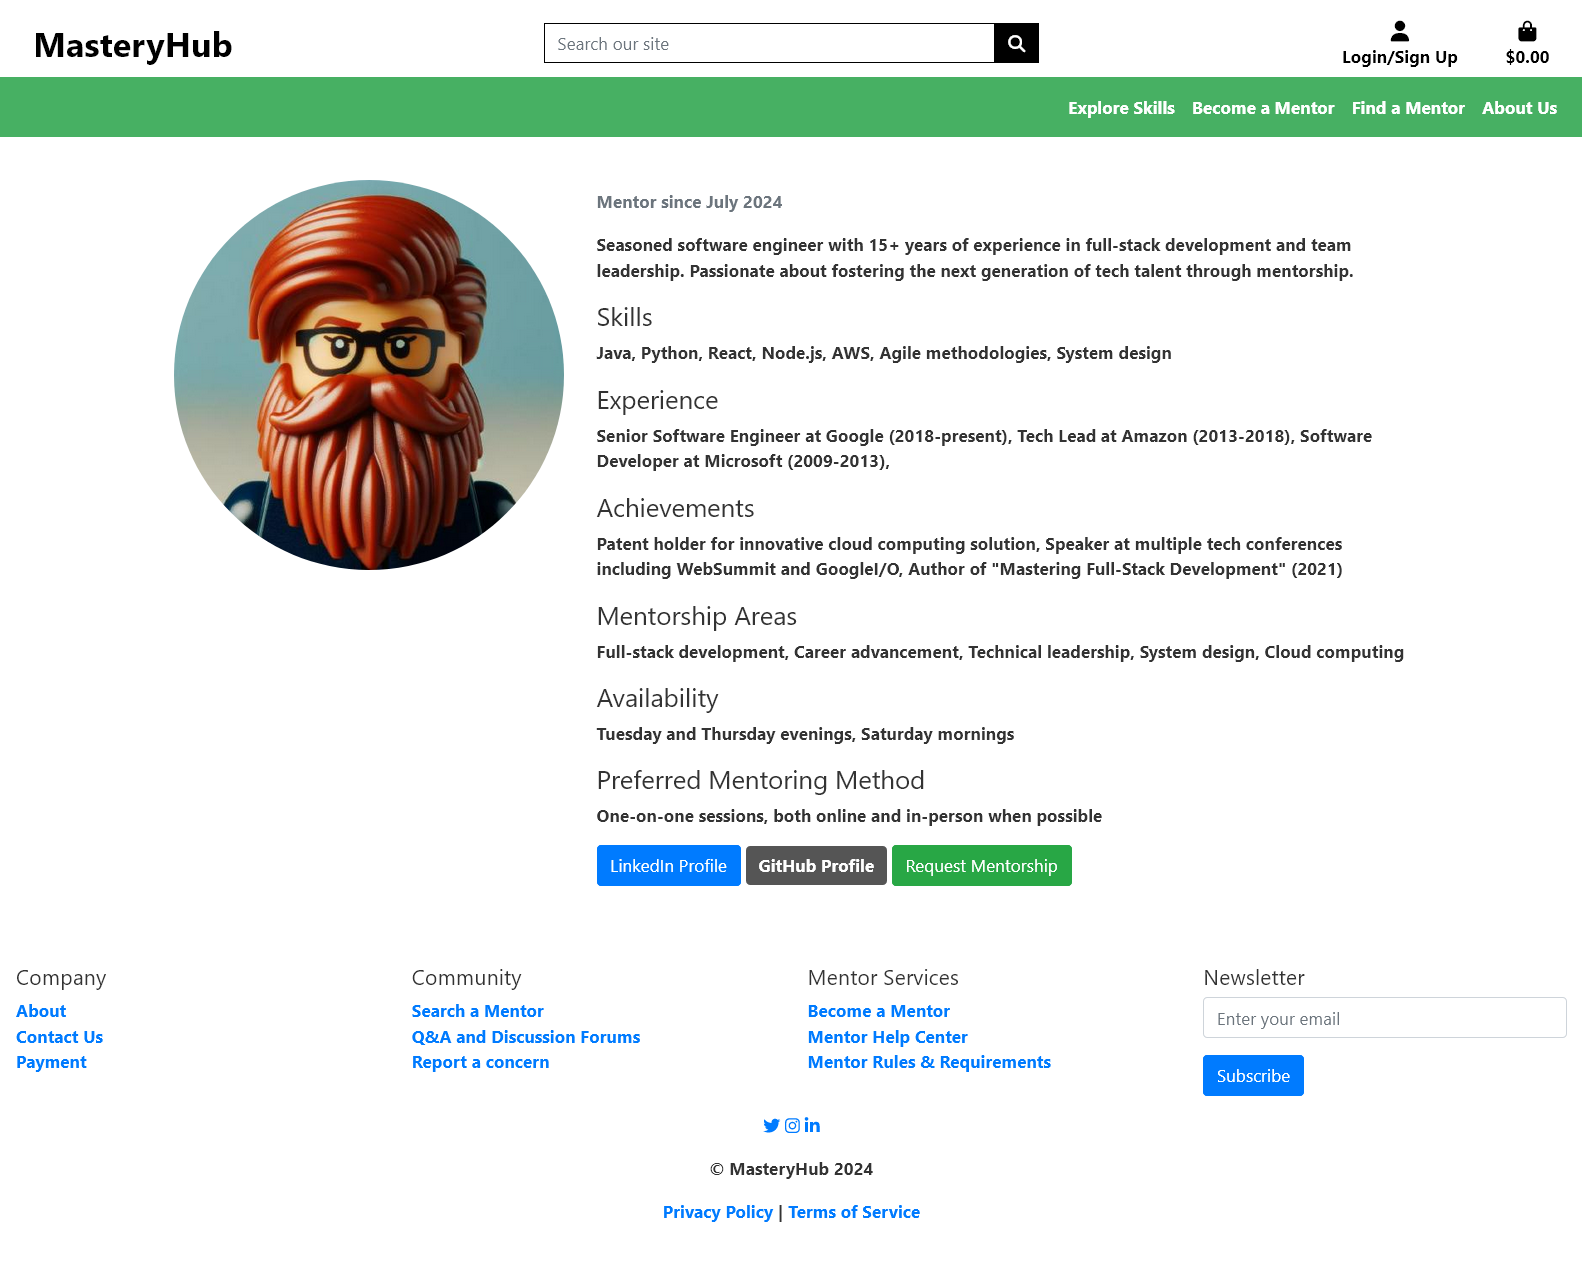 MasteryHub
Search our site
Login/Sign Up
$0.00
Explore Skills
Become a Mentor
Find a Mentor
About Us
Mentor since July 2024
Seasoned software engineer with 15+ years of experience in full-stack development and team
leadership. Passionate about fostering the next generation of tech talent through mentorship.
Skills
Java, Python, React, Node.js, AWS, Agile methodologies, System design
Experience
Senior Software Engineer at Google (2018-present), Tech Lead at Amazon (2013-2018), Software
Developer at Microsoft (2009-2013),
Achievements
Patent holder for innovative cloud computing solution, Speaker at multiple tech conferences
including WebSummit and GoogleI/O, Author of "Mastering Full-Stack Development" (2021)
Mentorship Areas
Full-stack development, Career advancement, Technical leadership, System design, Cloud computing
Availability
Tuesday and Thursday evenings, Saturday mornings
Preferred Mentoring Method
One-on-one sessions, both online and in-person when possible
LinkedIn Profile
GitHub Profile
Request Mentorship
Company
About
Contact Us
Payment
Community
Search a Mentor
Q&A and Discussion Forums
Report a concern
Mentor Services
Become a Mentor
Mentor Help Center
Mentor Rules & Requirements
Newsletter
Enter your email
Subscribe
© MasteryHub 2024
Privacy Policy | Terms of Service